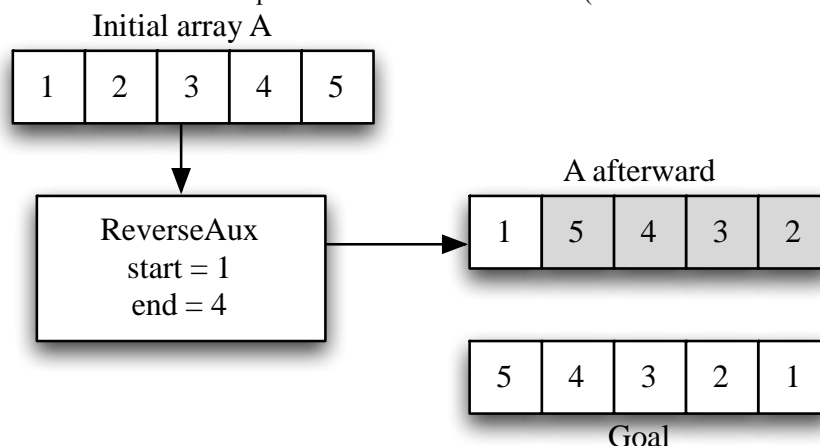 Initial array A
1 2 3 4 5
ReverseAux
start = 1
end = 4
A afterward
1 5 4 3 2
5 4 3 2 1
Goal